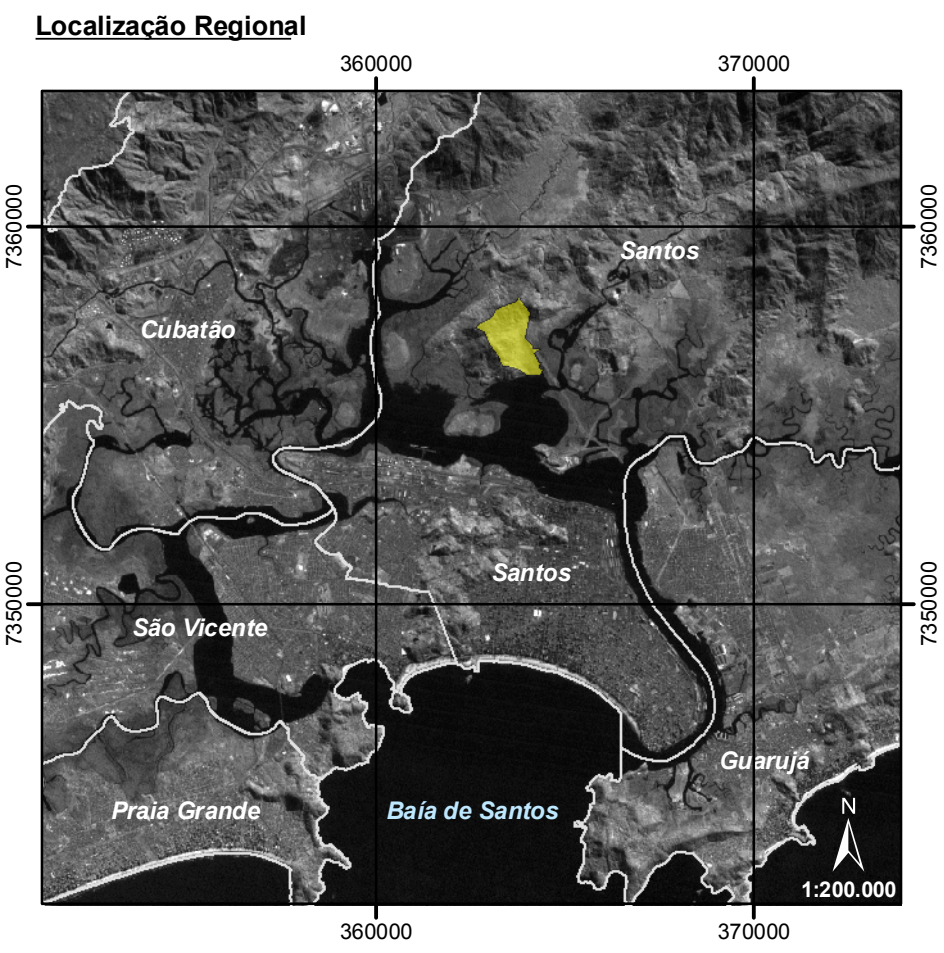 Localização Regional
360000 370000
7360000 7360000
Santos
Cubatão
Santos
7350000 7350000
São Vicente
Guarujá
Praia Grande Baía de Santos
N
1:200.000
360000 370000